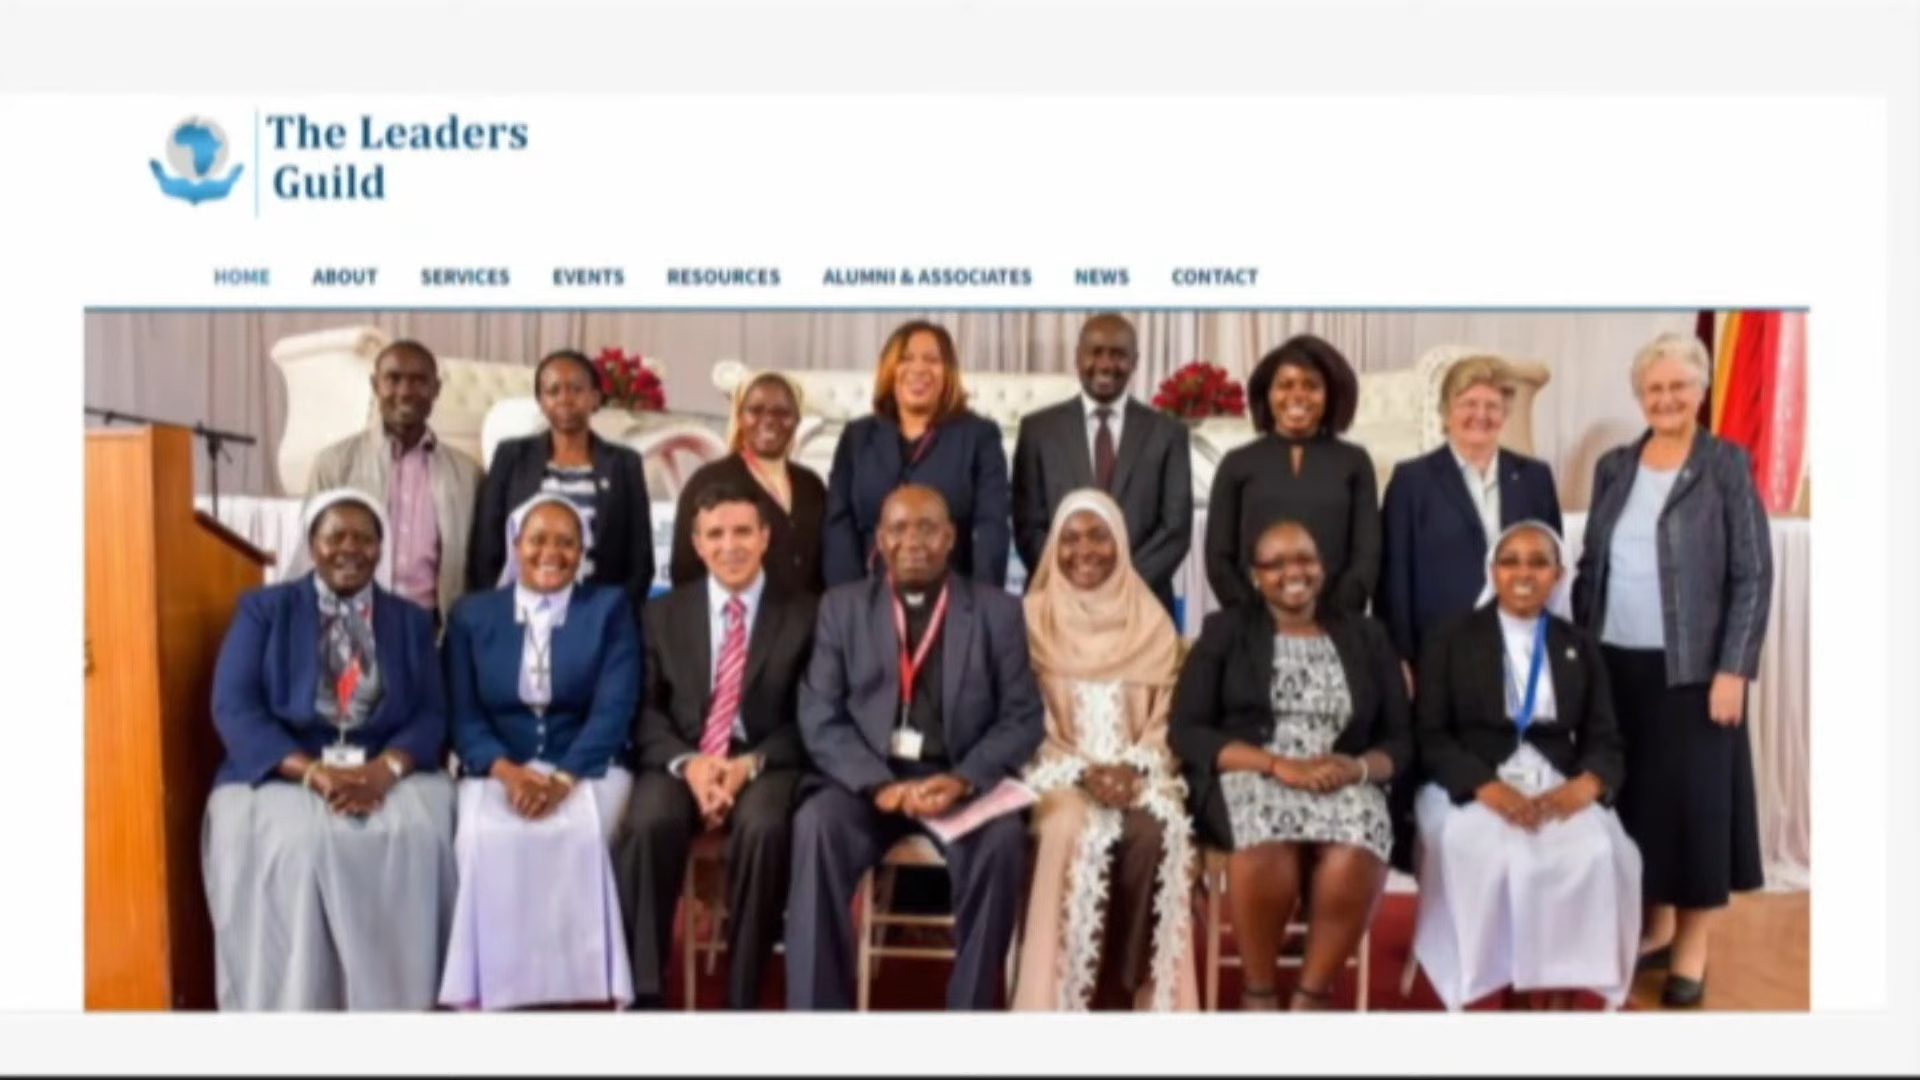 The Leaders
Guild
HOME ABOUT SERVICES EVENTS RESOURCES ALUMNI & ASSOCIATES NEWS CONTACT